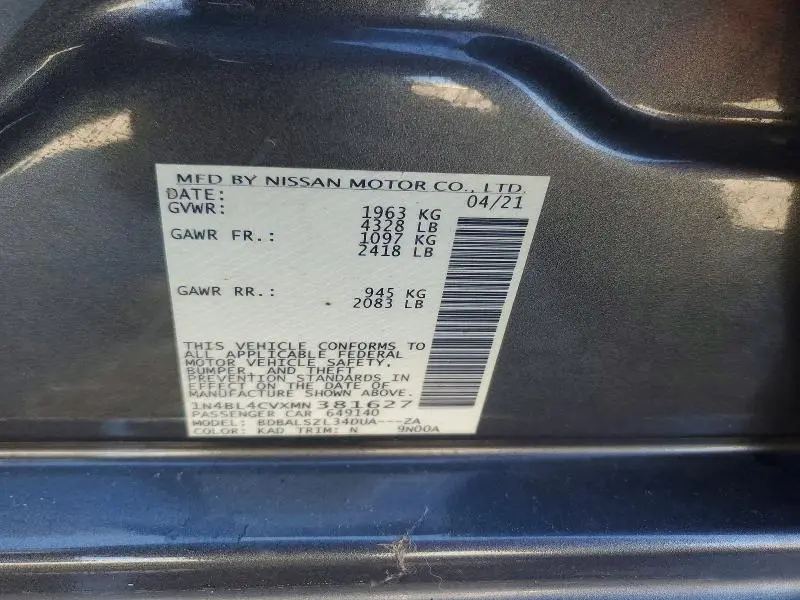 MFD BY NISSAN MOTOR CO., LTD.
DATE: 04/21
GVWR: 1963 KG
4328 LB
GAWR FR.: 1097 KG
2418 LB
GAWR RR.: 945 KG
2083 LB
THIS VEHICLE CONFORMS TO
ALL APPLICABLE FEDERAL
MOTOR VEHICLE SAFETY,
BUMPER, AND THEFT
PREVENTION STANDARDS IN
EFFECT ON THE DATE OF
MANUFACTURE SHOWN ABOVE.
1N4BL4CVXMN381627
PASSENGER CAR 649140
MODEL: BDBALSZL34DUA---ZA
COLOR: KAD TRIM: N 9N00A